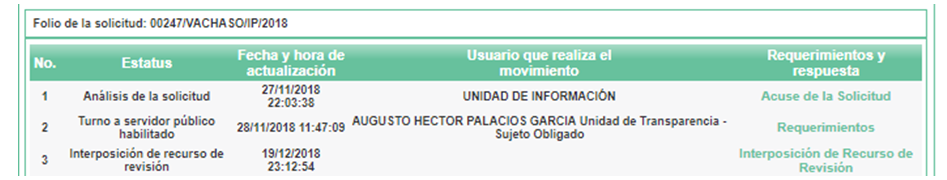 Folio de la solicitud: 00247/VACHASO/IP/2018
No. Estatus Fecha y hora de actualización Usuario que realiza el movimiento Requerimientos y respuesta
1 Análisis de la solicitud 27/11/2018 22:03:38 UNIDAD DE INFORMACIÓN Acuse de la Solicitud
2 Turno a servidor público habilitado 28/11/2018 11:47:09 AUGUSTO HECTOR PALACIOS GARCIA Unidad de Transparencia - Sujeto Obligado Requerimientos
3 Interposición de recurso de revisión 19/12/2018 23:12:54 Interposición de Recurso de Revisión